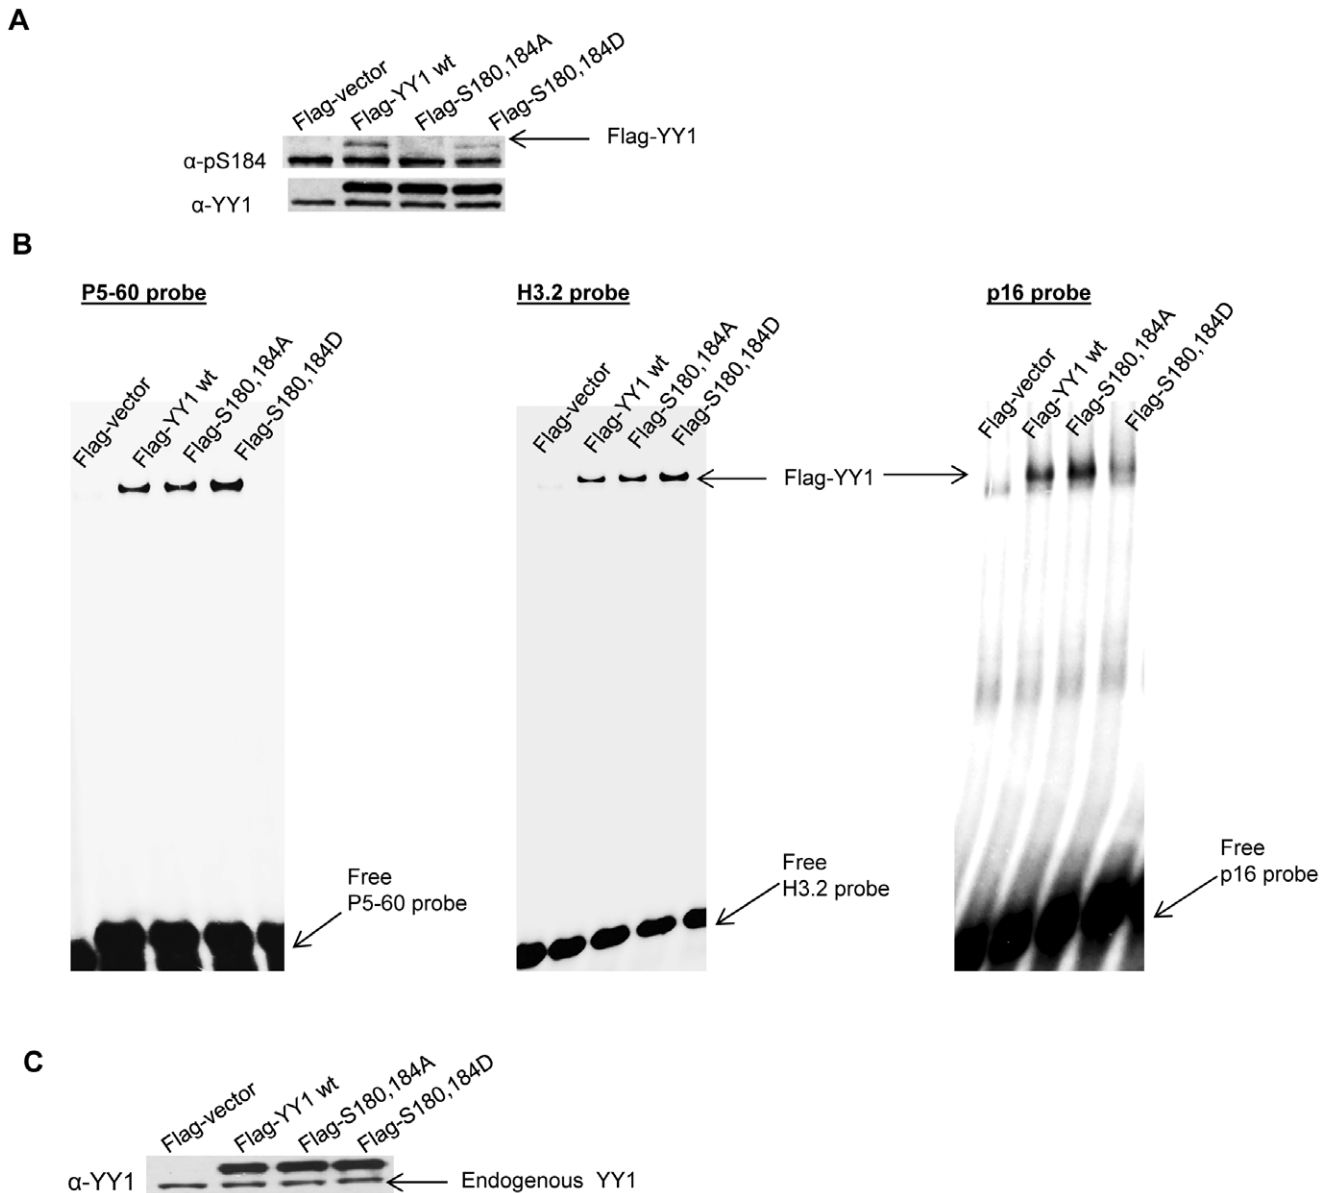 A
Flag-vector
Flag-YY1 wt
Flag-S180,184A
Flag-S180,184D
Flag-YY1
α-pS184
α-YY1
B
P5-60 probe
H3.2 probe
p16 probe
Flag-vector
Flag-YY1 wt
Flag-S180,184A
Flag-S180,184D
Flag-vector
Flag-YY1 wt
Flag-S180,184A
Flag-S180,184D
Flag-vector
Flag-YY1 wt
Flag-S180,184A
Flag-S180,184D
Flag-YY1
Free
P5-60 probe
Free
H3.2 probe
Free
p16 probe
C
Flag-vector
Flag-YY1 wt
Flag-S180,184A
Flag-S180,184D
α-YY1
Endogenous YY1